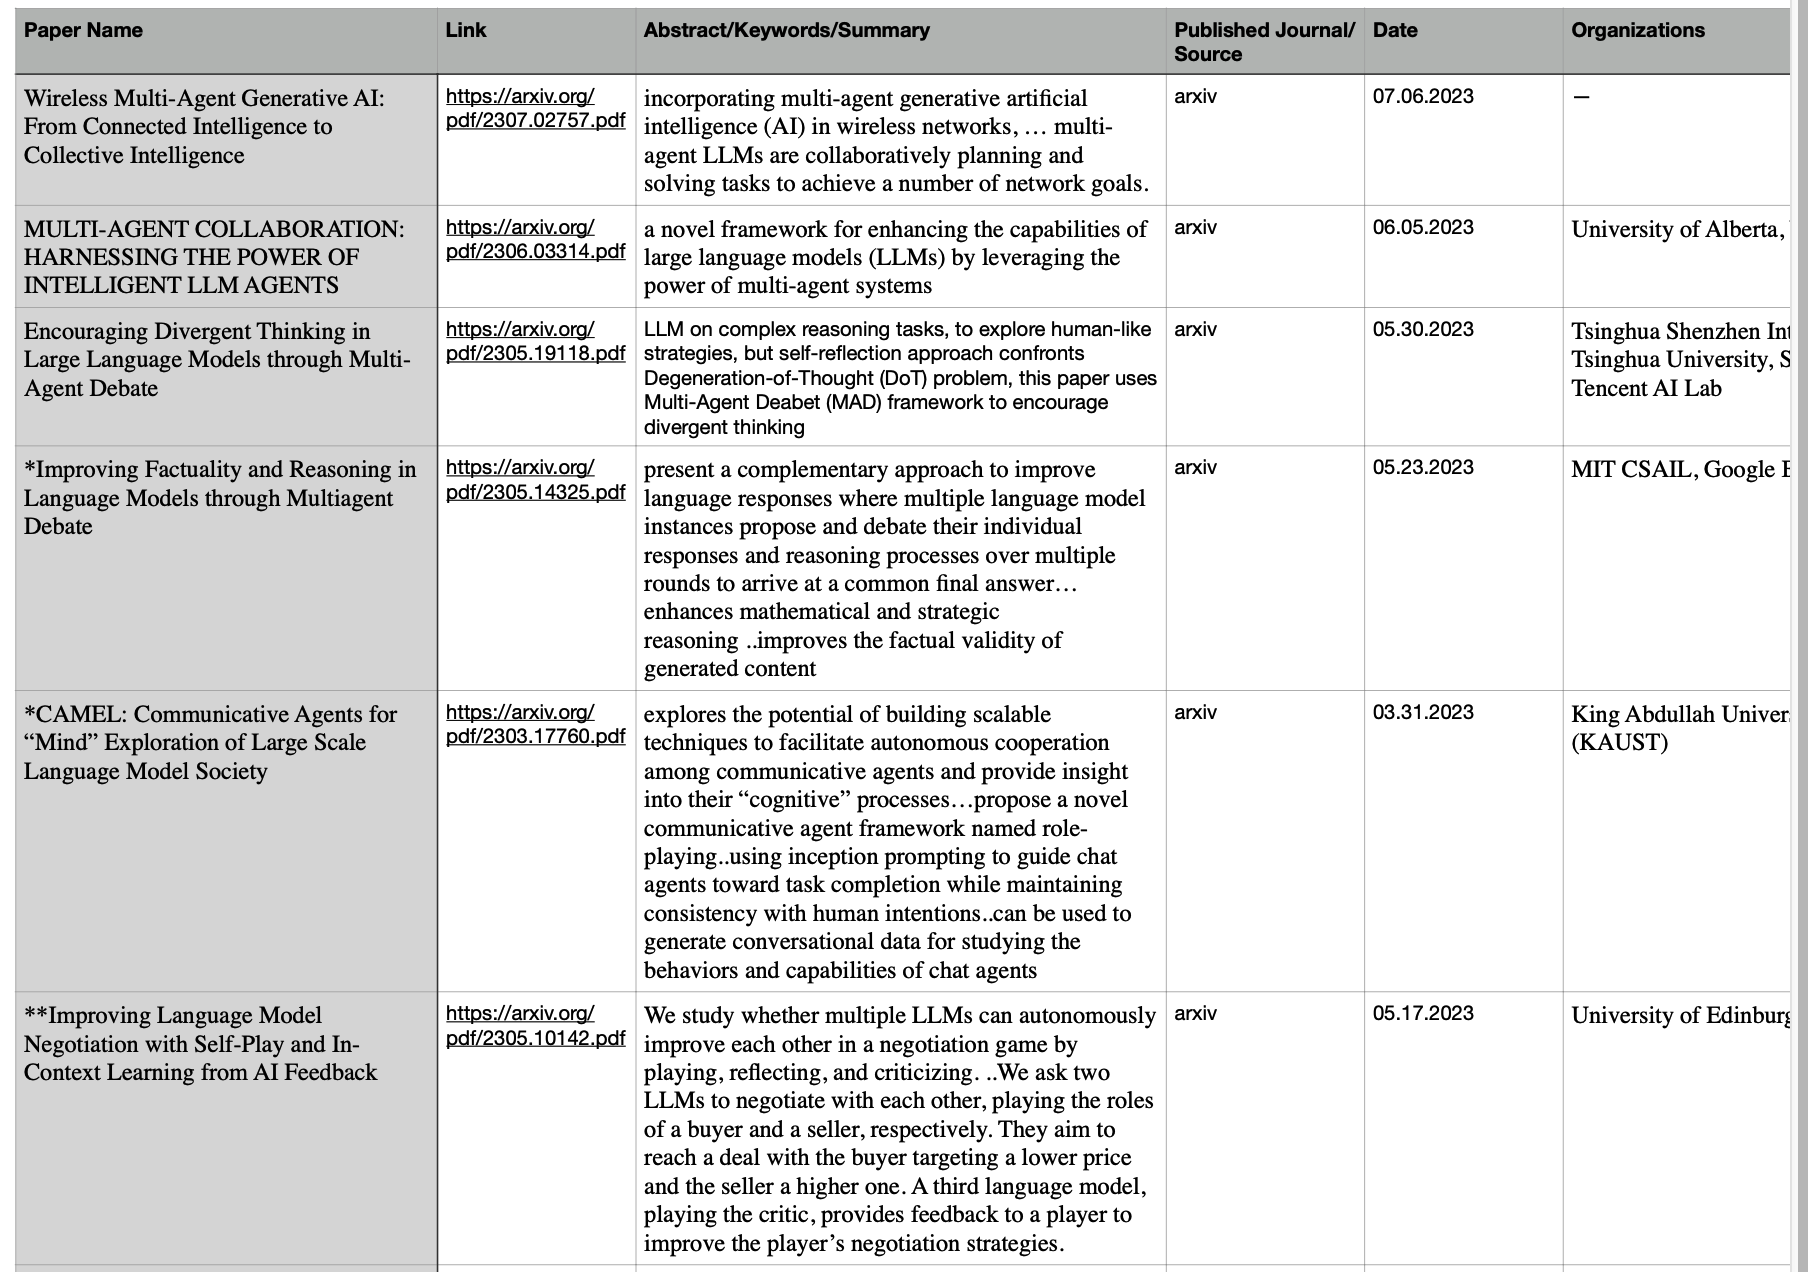 Paper Name
Link
Abstract/Keywords/Summary
Published Journal/
Source
Date
Organizations
Wireless Multi-Agent Generative AI:
From Connected Intelligence to
Collective Intelligence
https://arxiv.org/
pdf/2307.02757.pdf
incorporating multi-agent generative artificial
intelligence (AI) in wireless networks, … multi-
agent LLMs are collaboratively planning and
solving tasks to achieve a number of network goals.
arxiv
07.06.2023
—
MULTI-AGENT COLLABORATION:
HARNESSING THE POWER OF
INTELLIGENT LLM AGENTS
https://arxiv.org/
pdf/2306.03314.pdf
a novel framework for enhancing the capabilities of
large language models (LLMs) by leveraging the
power of multi-agent systems
arxiv
06.05.2023
University of Alberta,
Encouraging Divergent Thinking in
Large Language Models through Multi-
Agent Debate
https://arxiv.org/
pdf/2305.19118.pdf
LLM on complex reasoning tasks, to explore human-like
strategies, but self-reflection approach confronts
Degeneration-of-Thought (DoT) problem, this paper uses
Multi-Agent Deabet (MAD) framework to encourage
divergent thinking
arxiv
05.30.2023
Tsinghua Shenzhen Int
Tsinghua University, S
Tencent AI Lab
*Improving Factuality and Reasoning in
Language Models through Multiagent
Debate
https://arxiv.org/
pdf/2305.14325.pdf
present a complementary approach to improve
language responses where multiple language model
instances propose and debate their individual
responses and reasoning processes over multiple
rounds to arrive at a common final answer…
enhances mathematical and strategic
reasoning ..improves the factual validity of
generated content
arxiv
05.23.2023
MIT CSAIL, Google
*CAMEL: Communicative Agents for
“Mind” Exploration of Large Scale
Language Model Society
https://arxiv.org/
pdf/2303.17760.pdf
explores the potential of building scalable
techniques to facilitate autonomous cooperation
among communicative agents and provide insight
into their “cognitive” processes…propose a novel
communicative agent framework named role-
playing..using inception prompting to guide chat
agents toward task completion while maintaining
consistency with human intentions..can be used to
generate conversational data for studying the
behaviors and capabilities of chat agents
arxiv
03.31.2023
King Abdullah Univer
(KAUST)
**Improving Language Model
Negotiation with Self-Play and In-
Context Learning from AI Feedback
https://arxiv.org/
pdf/2305.10142.pdf
We study whether multiple LLMs can autonomously
improve each other in a negotiation game by
playing, reflecting, and criticizing. ..We ask two
LLMs to negotiate with each other, playing the roles
of a buyer and a seller, respectively. They aim to
reach a deal with the buyer targeting a lower price
and the seller a higher one. A third language model,
playing the critic, provides feedback to a player to
improve the player’s negotiation strategies.
arxiv
05.17.2023
University of Edinburg